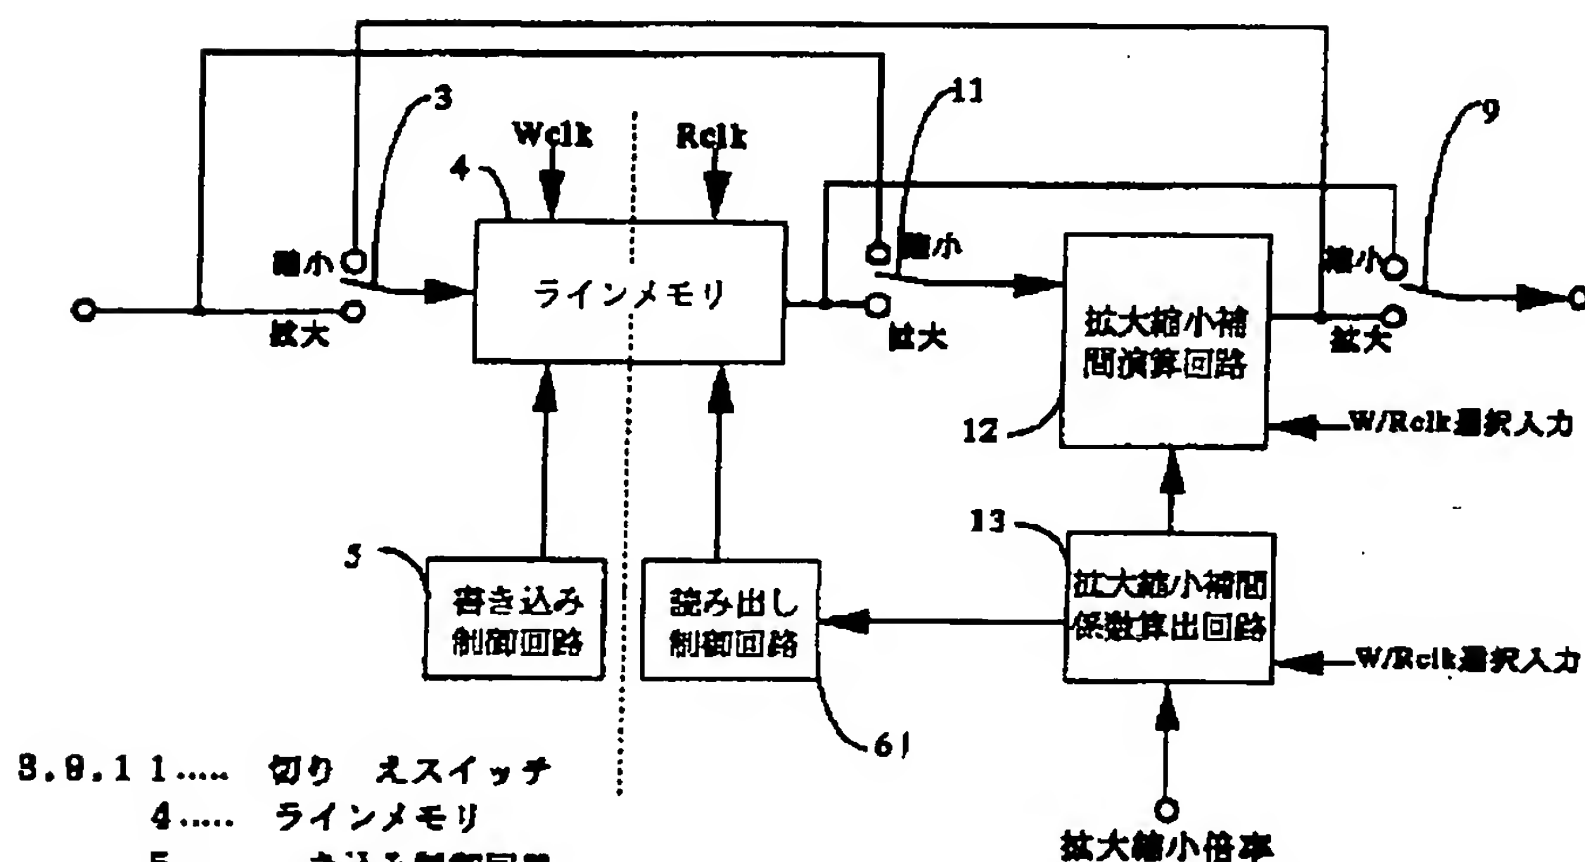 3
11
9
Wclk
Rclk
4
縮小
拡大
ラインメモリ
縮小
拡大
拡大縮小補
間演算回路
縮小
拡大
12
W/Rclk選択入力
5
書き込み
制御回路
読み出し
制御回路
61
13
拡大縮小補間
係数算出回路
W/Rclk選択入力
拡大縮小倍率
3.9.11..... 切り えスイッチ
4..... ラインメモリ